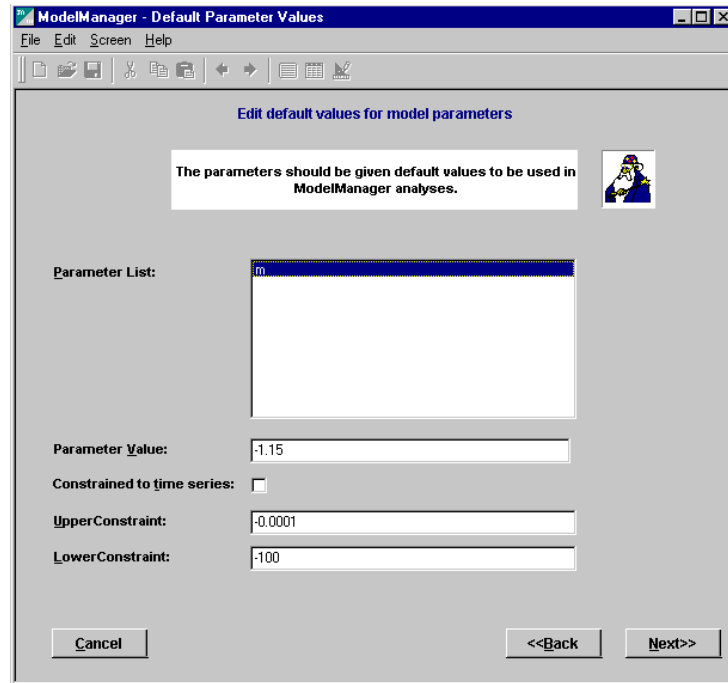 ModelManager - Default Parameter Values
File Edit Screen Help
Edit default values for model parameters
The parameters should be given default values to be used in
ModelManager analyses.
Parameter List:
m
Parameter Value:
-1.15
Constrained to time series:
UpperConstraint:
-0.0001
LowerConstraint:
-100
Cancel
<<Back
Next>>